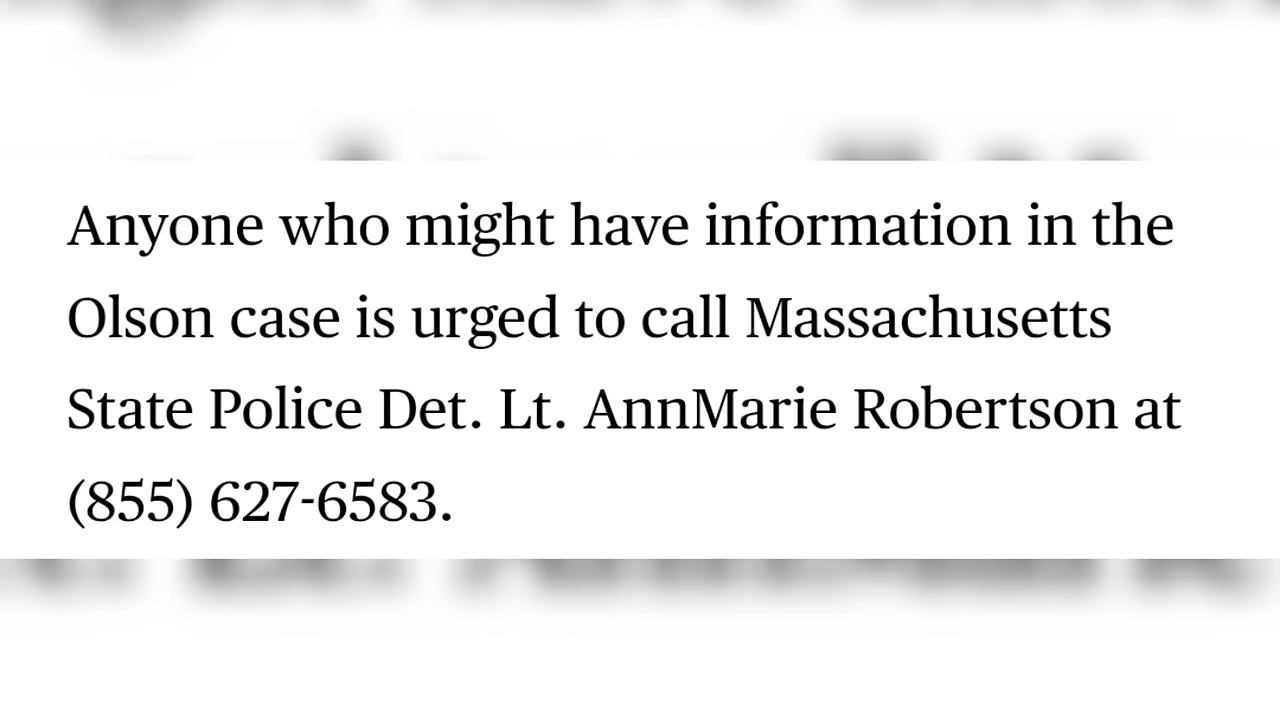 Anyone who might have information in the
Olson case is urged to call Massachusetts
State Police Det. Lt. AnnMarie Robertson at
(855) 627-6583.